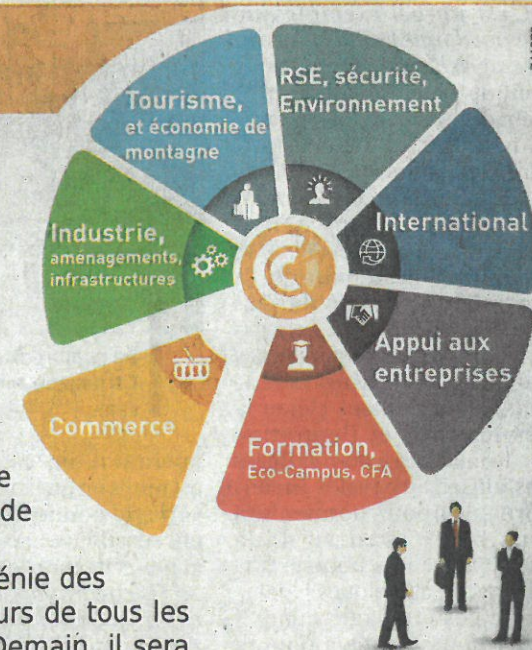 Tourisme,
et économie de
montagne
RSE, sécurité,
Environnement
International
Appui aux
entreprises
Formation,
Eco-Campus, CFA
Commerce
Industrie,
aménagements,
infrastructures
e
de
énie des
urs de tous les
Demain, il sera